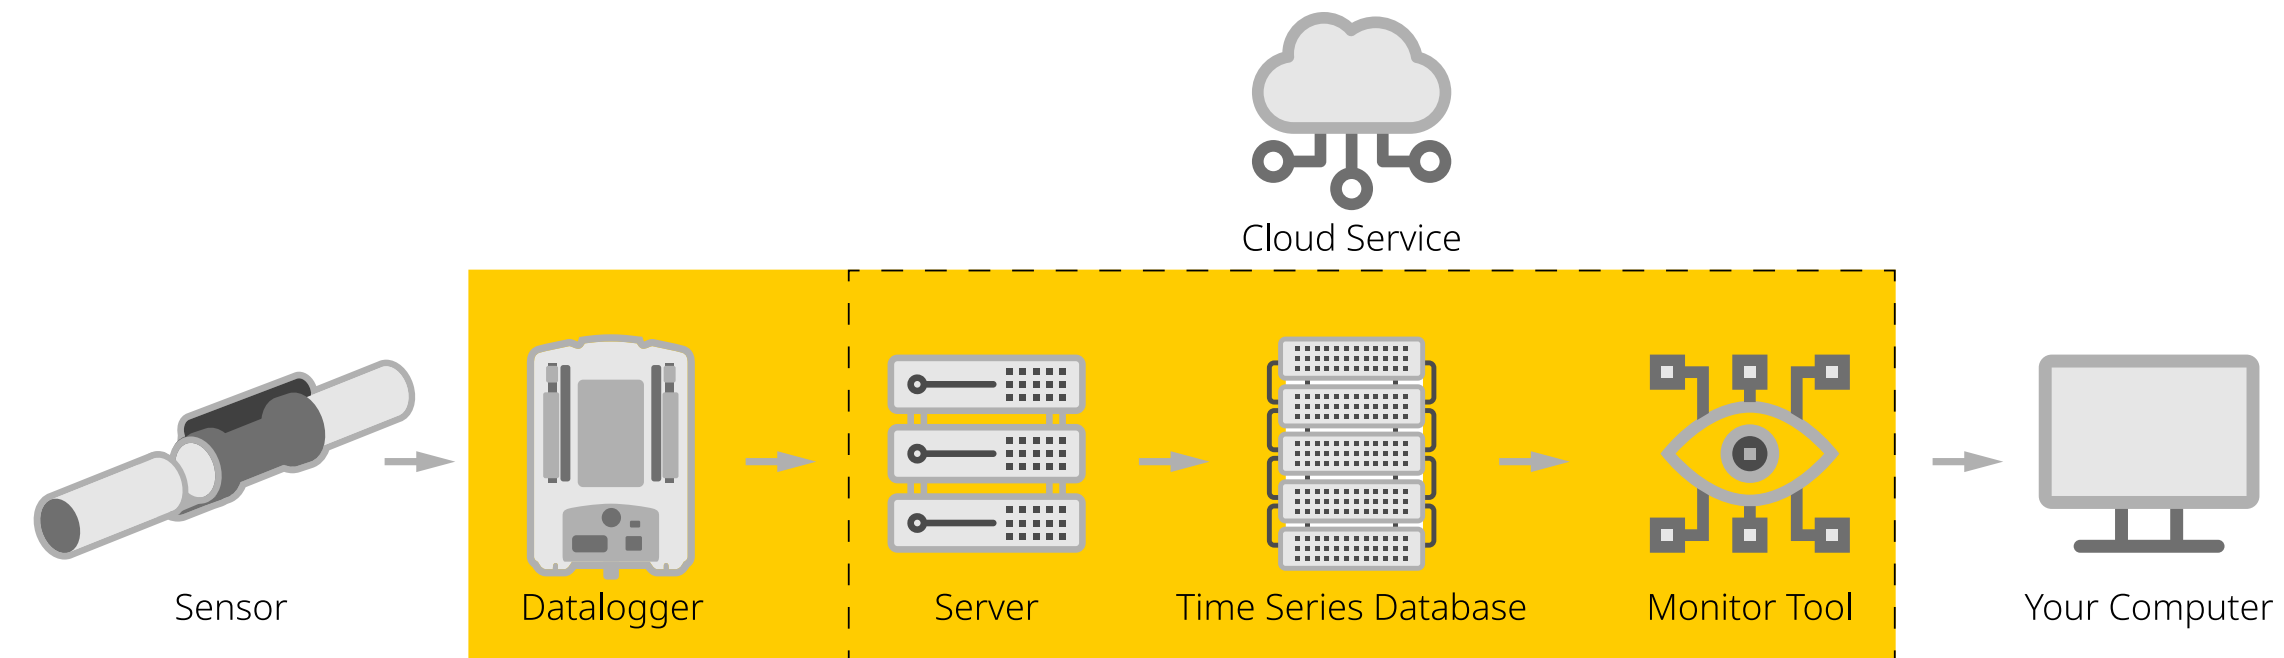 Cloud Service
Sensor
Datalogger
Server
Time Series Database
Monitor Tool
Your Computer